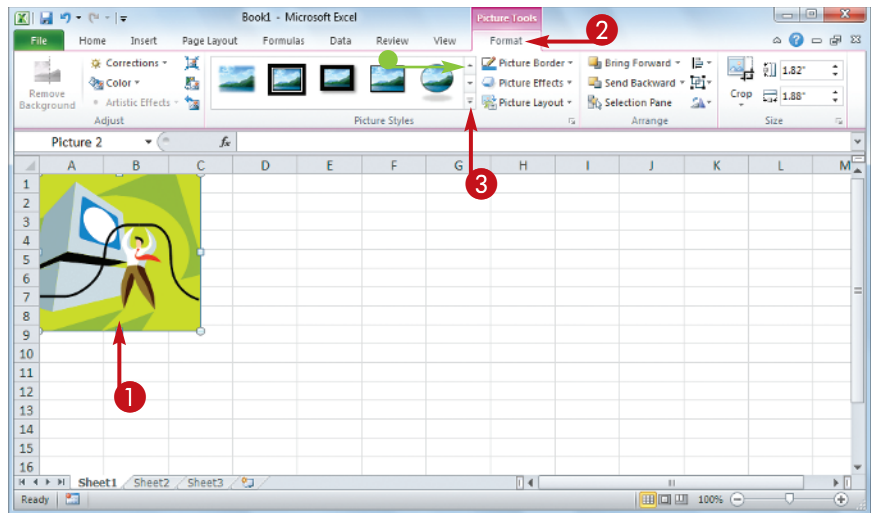 Book1 - Microsoft Excel
Picture Tools
File Home Insert Page Layout Formulas Data Review View Format
2
Remove Background
Corrections
Color
Artistic Effects
Adjust
Picture Styles
Picture Border
Picture Effects
Picture Layout
Bring Forward
Send Backward
Selection Pane
Arrange
Crop
1.82"
1.88"
Size
Picture 2
fx
3
A B C D E F G H I J K L M
1
2
3
4
5
6
7
8
9
10
11
12
13
14
15
16
1
Sheet1 Sheet2 Sheet3
Ready 100%